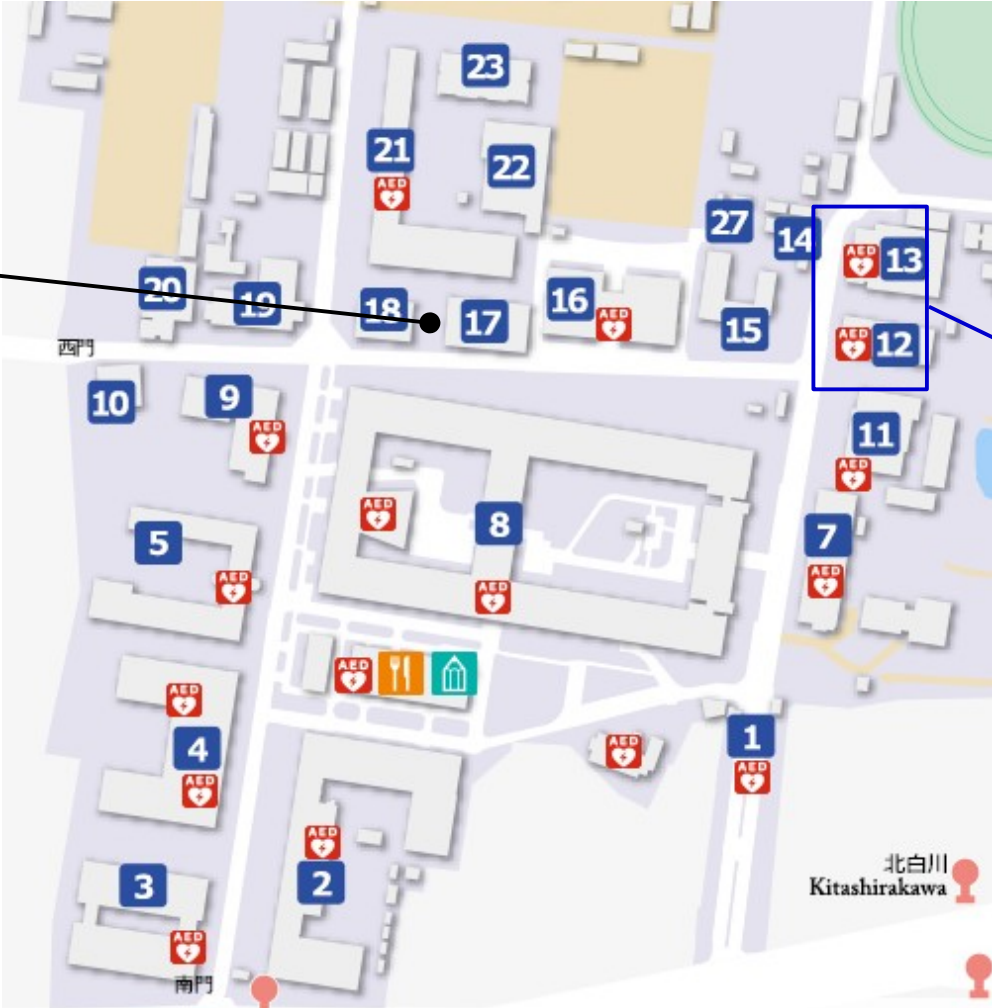 23
21
AED
22
27
14
AED
13
20
19
18
17
16
AED
15
AED
12
西門
10
9
AED
11
AED
AED
8
7
5
AED
AED
AED
AED
AED
4
AED
1
AED
AED
AED
3
2
AED
南門
北白川
Kitashirakawa